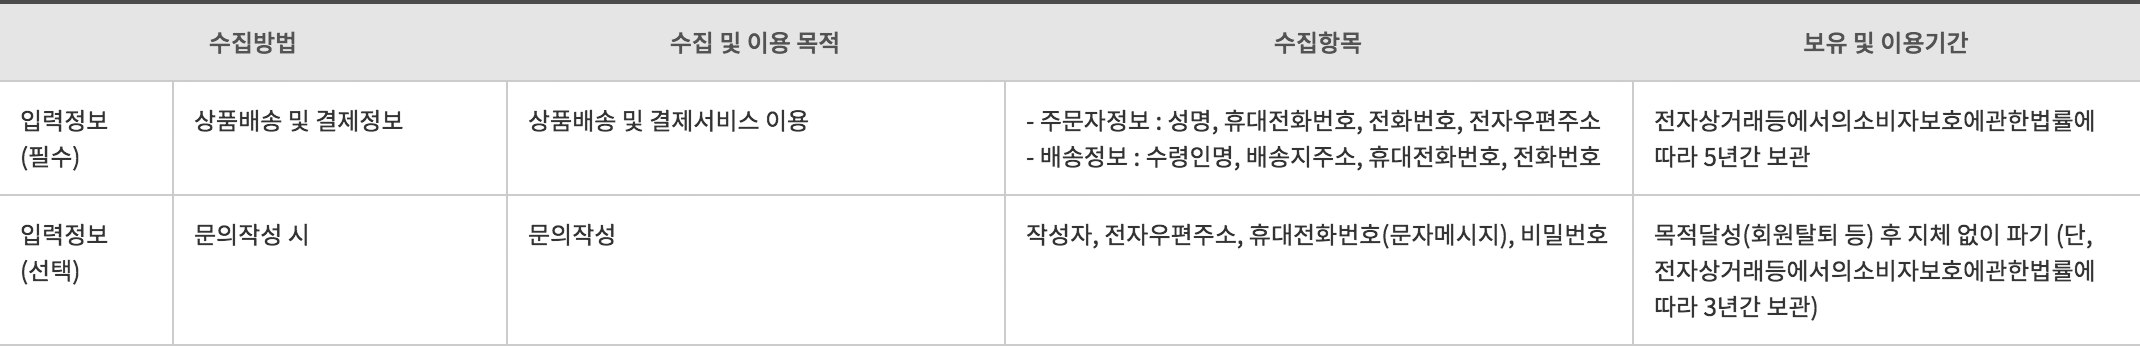 수집방법 수집 및 이용 목적 수집항목 보유 및 이용기간
입력정보 (필수)
상품배송 및 결제정보
상품배송 및 결제서비스 이용
- 주문자정보 : 성명, 휴대전화번호, 전화번호, 전자우편주소
- 배송정보 : 수령인명, 배송지주소, 휴대전화번호, 전화번호
전자상거래등에서의소비자보호에관한법률에
따라 5년간 보관
입력정보
(선택)
문의작성 시
문의작성
작성자, 전자우편주소, 휴대전화번호(문자메시지), 비밀번호
목적달성(회원탈퇴 등) 후 지체 없이 파기 (단,
전자상거래등에서의소비자보호에관한법률에
따라 3년간 보관)